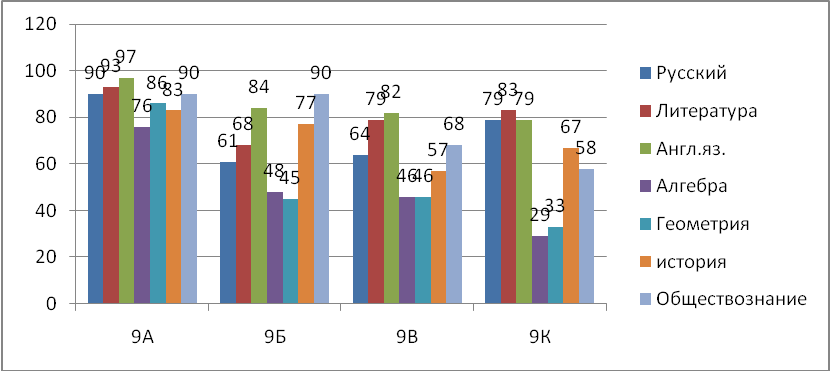 120
100
80
60
40
20
0
90 93 97 76 86 83 90
61 68 84 48 45 77 90
64 79 82 46 46 57 68
79 83 79 29 33 67 58
9А 9Б 9В 9К
Русский
Литература
Англ.яз.
Алгебра
Геометрия
история
Обществознание